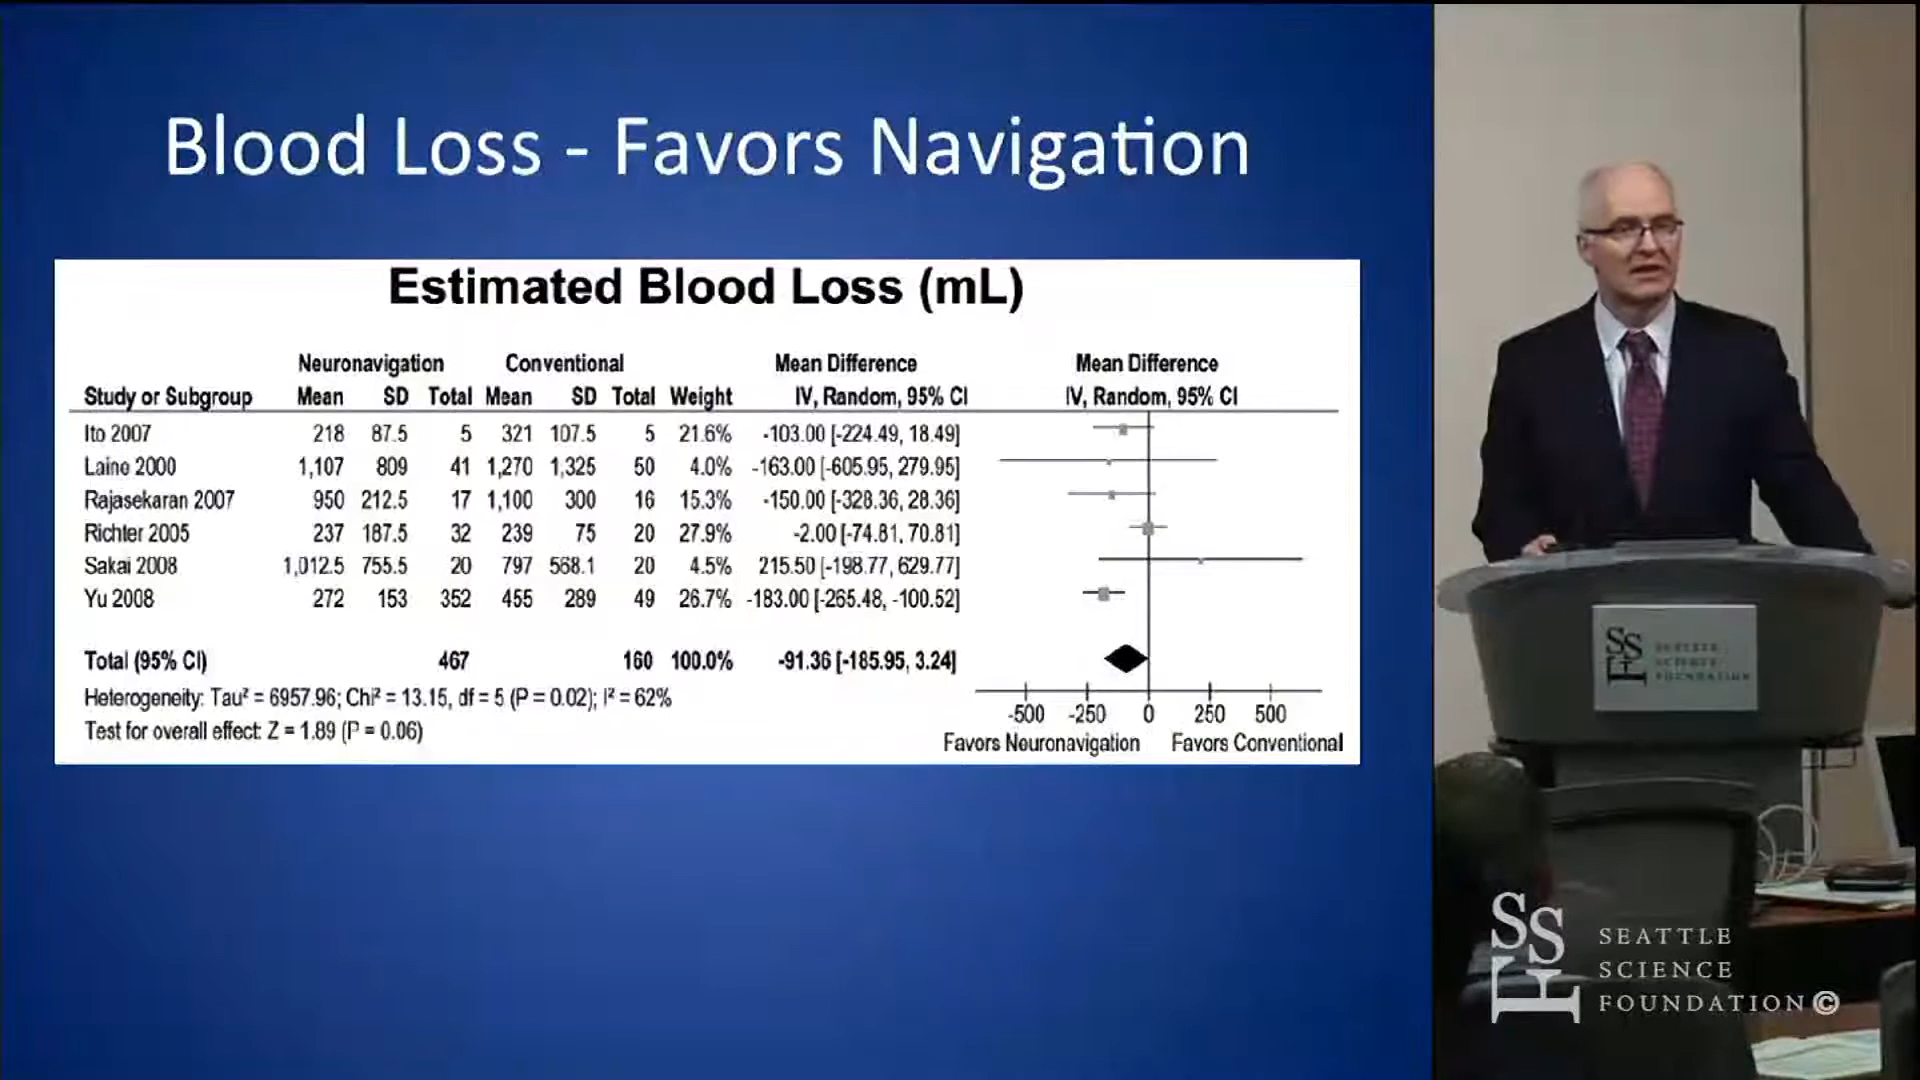 Blood Loss - Favors Navigation
Estimated Blood Loss (mL)
Neuronavigation Conventional Mean Difference Mean Difference
Study or Subgroup Mean SD Total Mean SD Total Weight IV, Random, 95% CI IV, Random, 95% CI
Ito 2007 218 87.5 5 321 107.5 5 21.6% -103.00 [-224.49, 18.49]
Laine 2000 1,107 809 41 1,270 1,325 50 4.0% -163.00 [-605.95, 279.95]
Rajasekaran 2007 950 212.5 17 1,100 300 16 15.3% -150.00 [-328.36, 28.36]
Richter 2005 237 187.5 32 239 75 20 27.9% -2.00 [-74.81, 70.81]
Sakai 2008 1,012.5 755.5 20 797 568.1 20 4.5% 215.50 [-198.77, 629.77]
Yu 2008 272 153 352 455 289 49 26.7% -183.00 [-265.48, -100.52]
Total (95% CI) 467 160 100.0% -91.36 [-185.95, 3.24]
Heterogeneity: Tau² = 6957.96; Chi² = 13.15, df = 5 (P = 0.02); I² = 62%
Test for overall effect: Z = 1.89 (P = 0.06)
-500 -250 0 250 500
Favors Neuronavigation Favors Conventional
SSF
SEATTLE
SCIENCE
FOUNDATION
SSF
SEATTLE
SCIENCE
FOUNDATION©